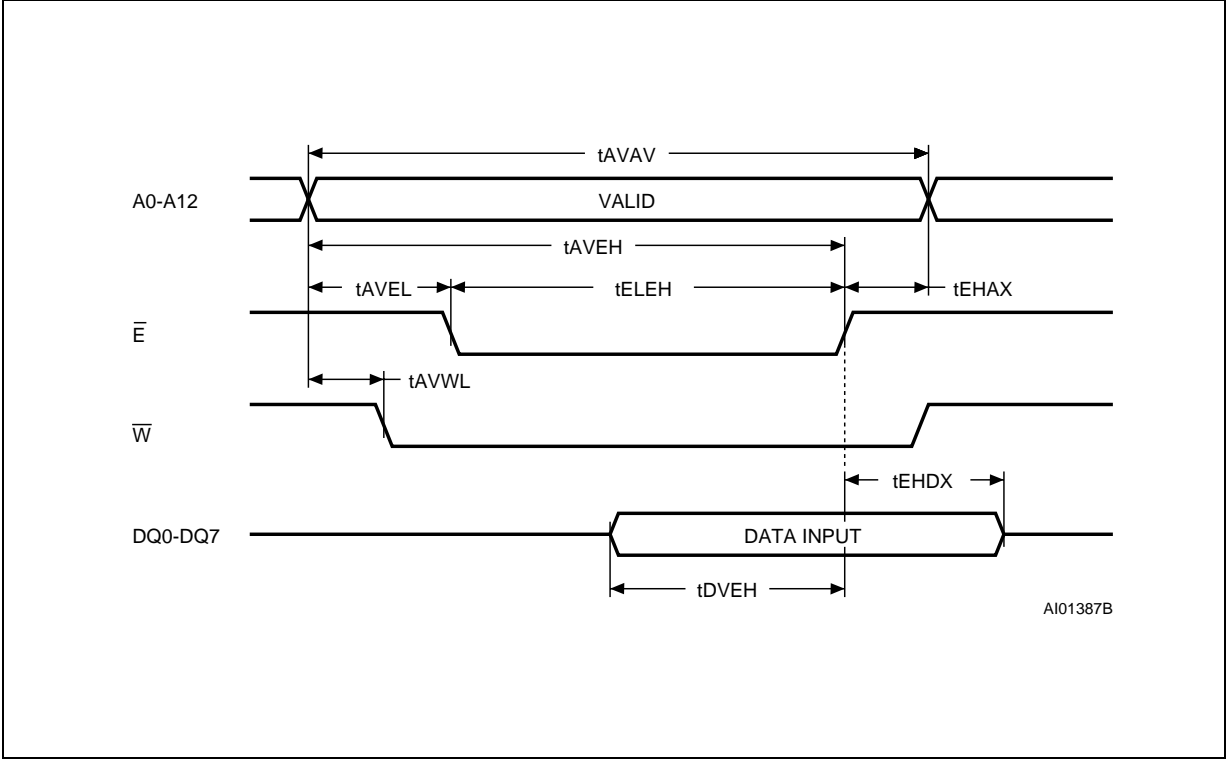 tAVAV
A0-A12
VALID
tAVEH
tAVEL
tELEH
tEHAX
E̅
tAVWL
W̅
tEHDX
DQ0-DQ7
DATA INPUT
tDVEH
AI01387B